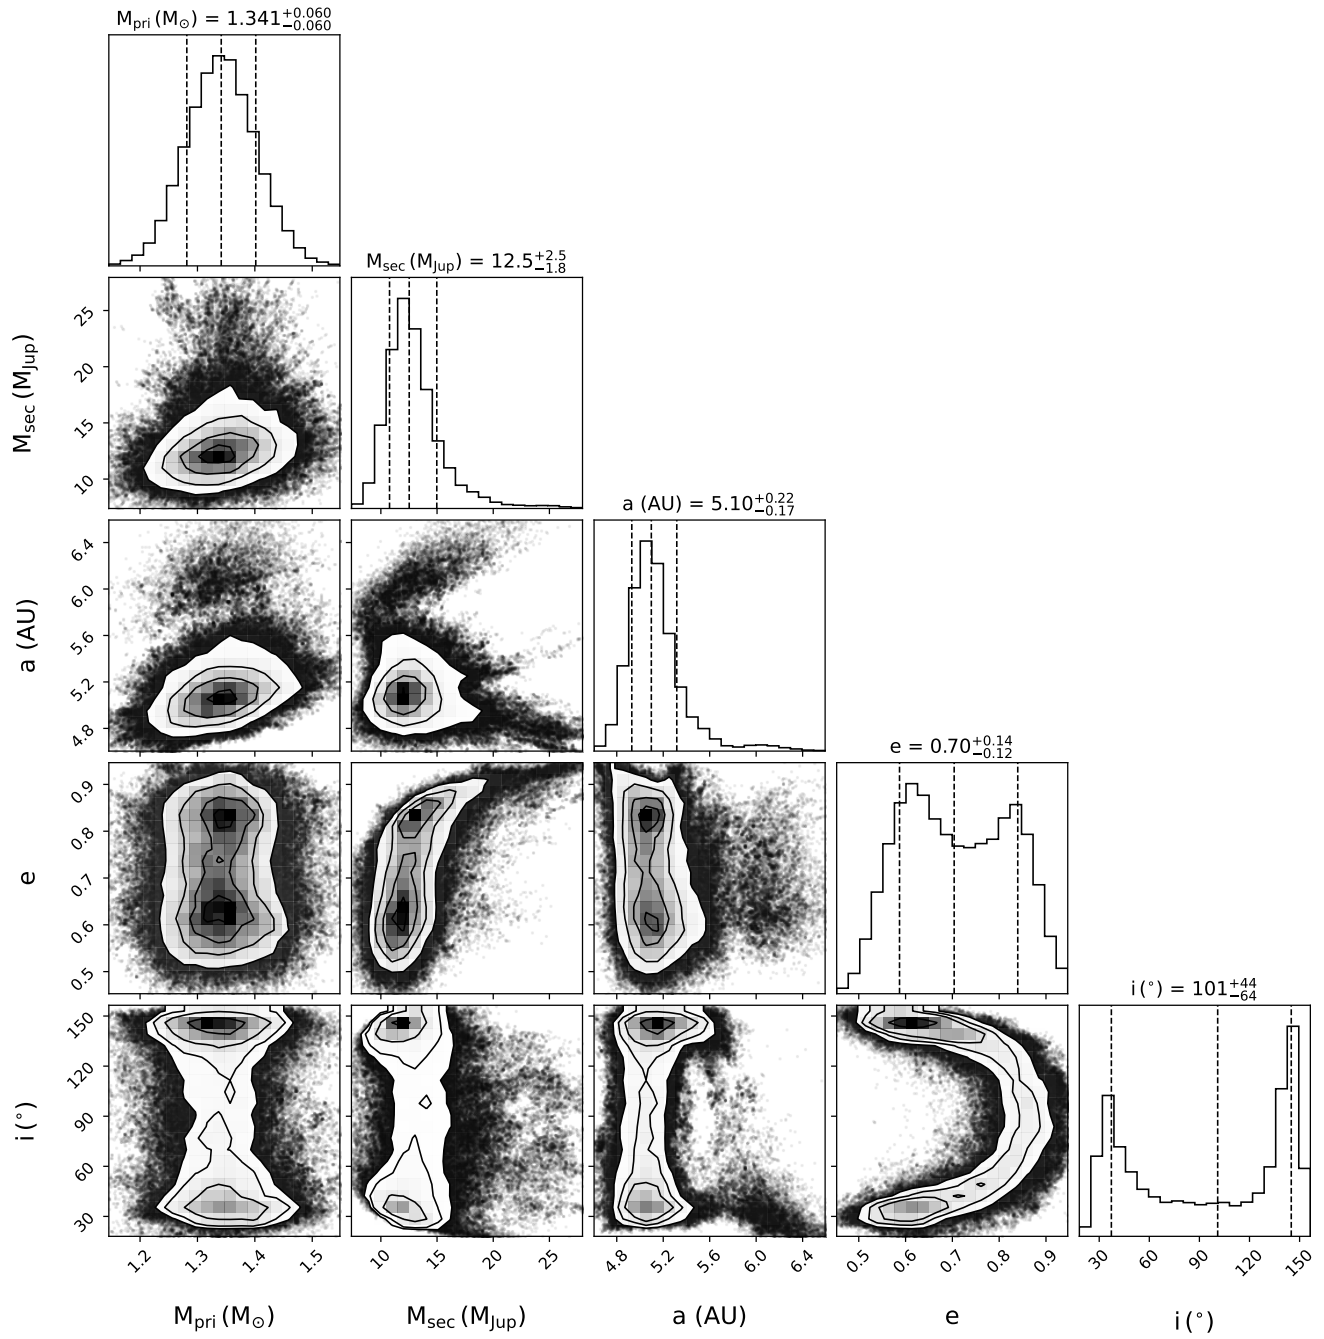 M_pri (M_⊙) = 1.341^{+0.060}_{−0.060}
M_sec (M_Jup) = 12.5^{+2.5}_{−1.8}
M_sec (M_Jup)
25
20
15
10
a (AU) = 5.10^{+0.22}_{−0.17}
a (AU)
6.4
6.0
5.6
5.2
4.8
e = 0.70^{+0.14}_{−0.12}
e
0.9
0.8
0.7
0.6
0.5
i (°) = 101^{+44}_{−64}
i (°)
150
120
90
60
30
1.2 1.3 1.4 1.5 10 15 20 25 4.8 5.2 5.6 6.0 6.4 0.5 0.6 0.7 0.8 0.9 30 60 90 120 150
M_pri (M_⊙) M_sec (M_Jup) a (AU) e i (°)